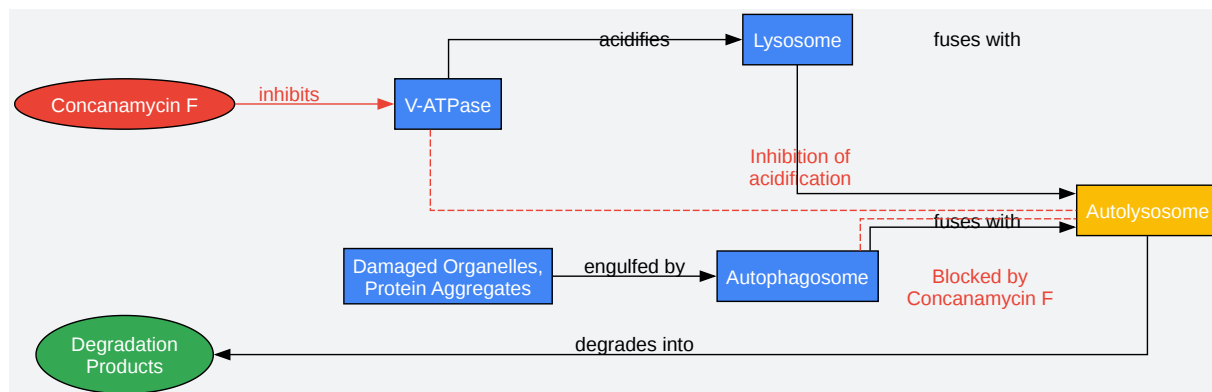 acidifies
Lysosome
fuses with
Concanamycin F
inhibits
V-ATPase
Inhibition of
acidification
Autolysosome
fuses with
Damaged Organelles,
Protein Aggregates
engulfed by
Autophagosome
Blocked by
Concanamycin F
Degradation
Products
degrades into